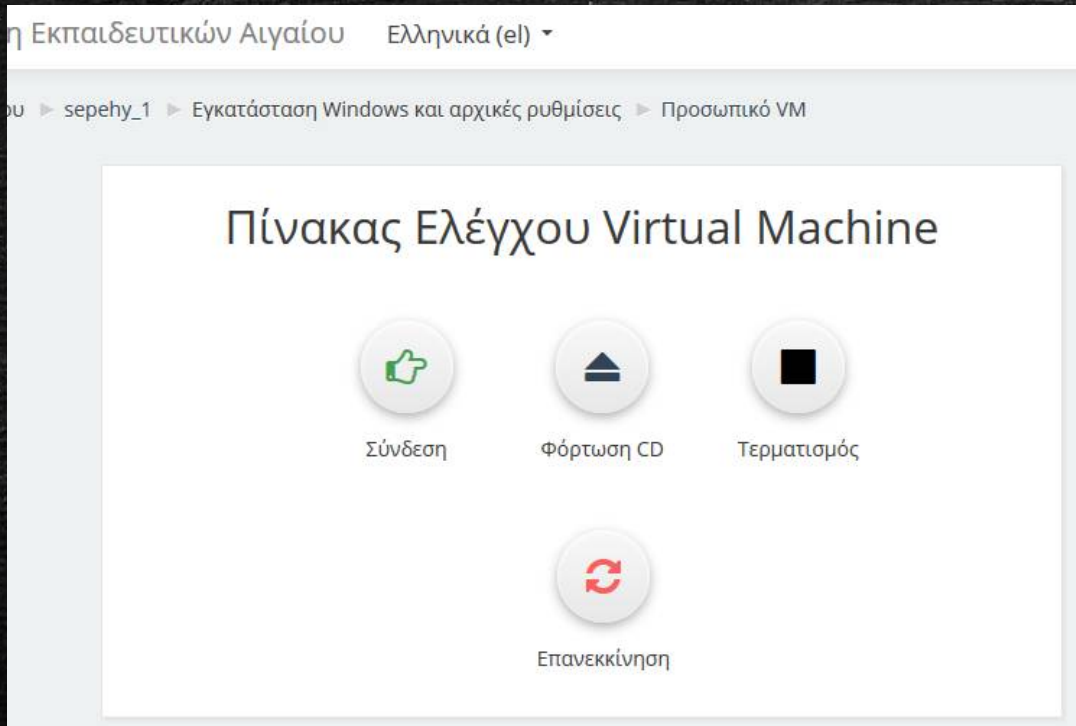 Εκπαιδευτικών Αιγαίου Ελληνικά (el)
sepehy_1 Εγκατάσταση Windows και αρχικές ρυθμίσεις Προσωπικό VM
Πίνακας Ελέγχου Virtual Machine
Σύνδεση Φόρτωση CD Τερματισμός
Επανεκκίνηση